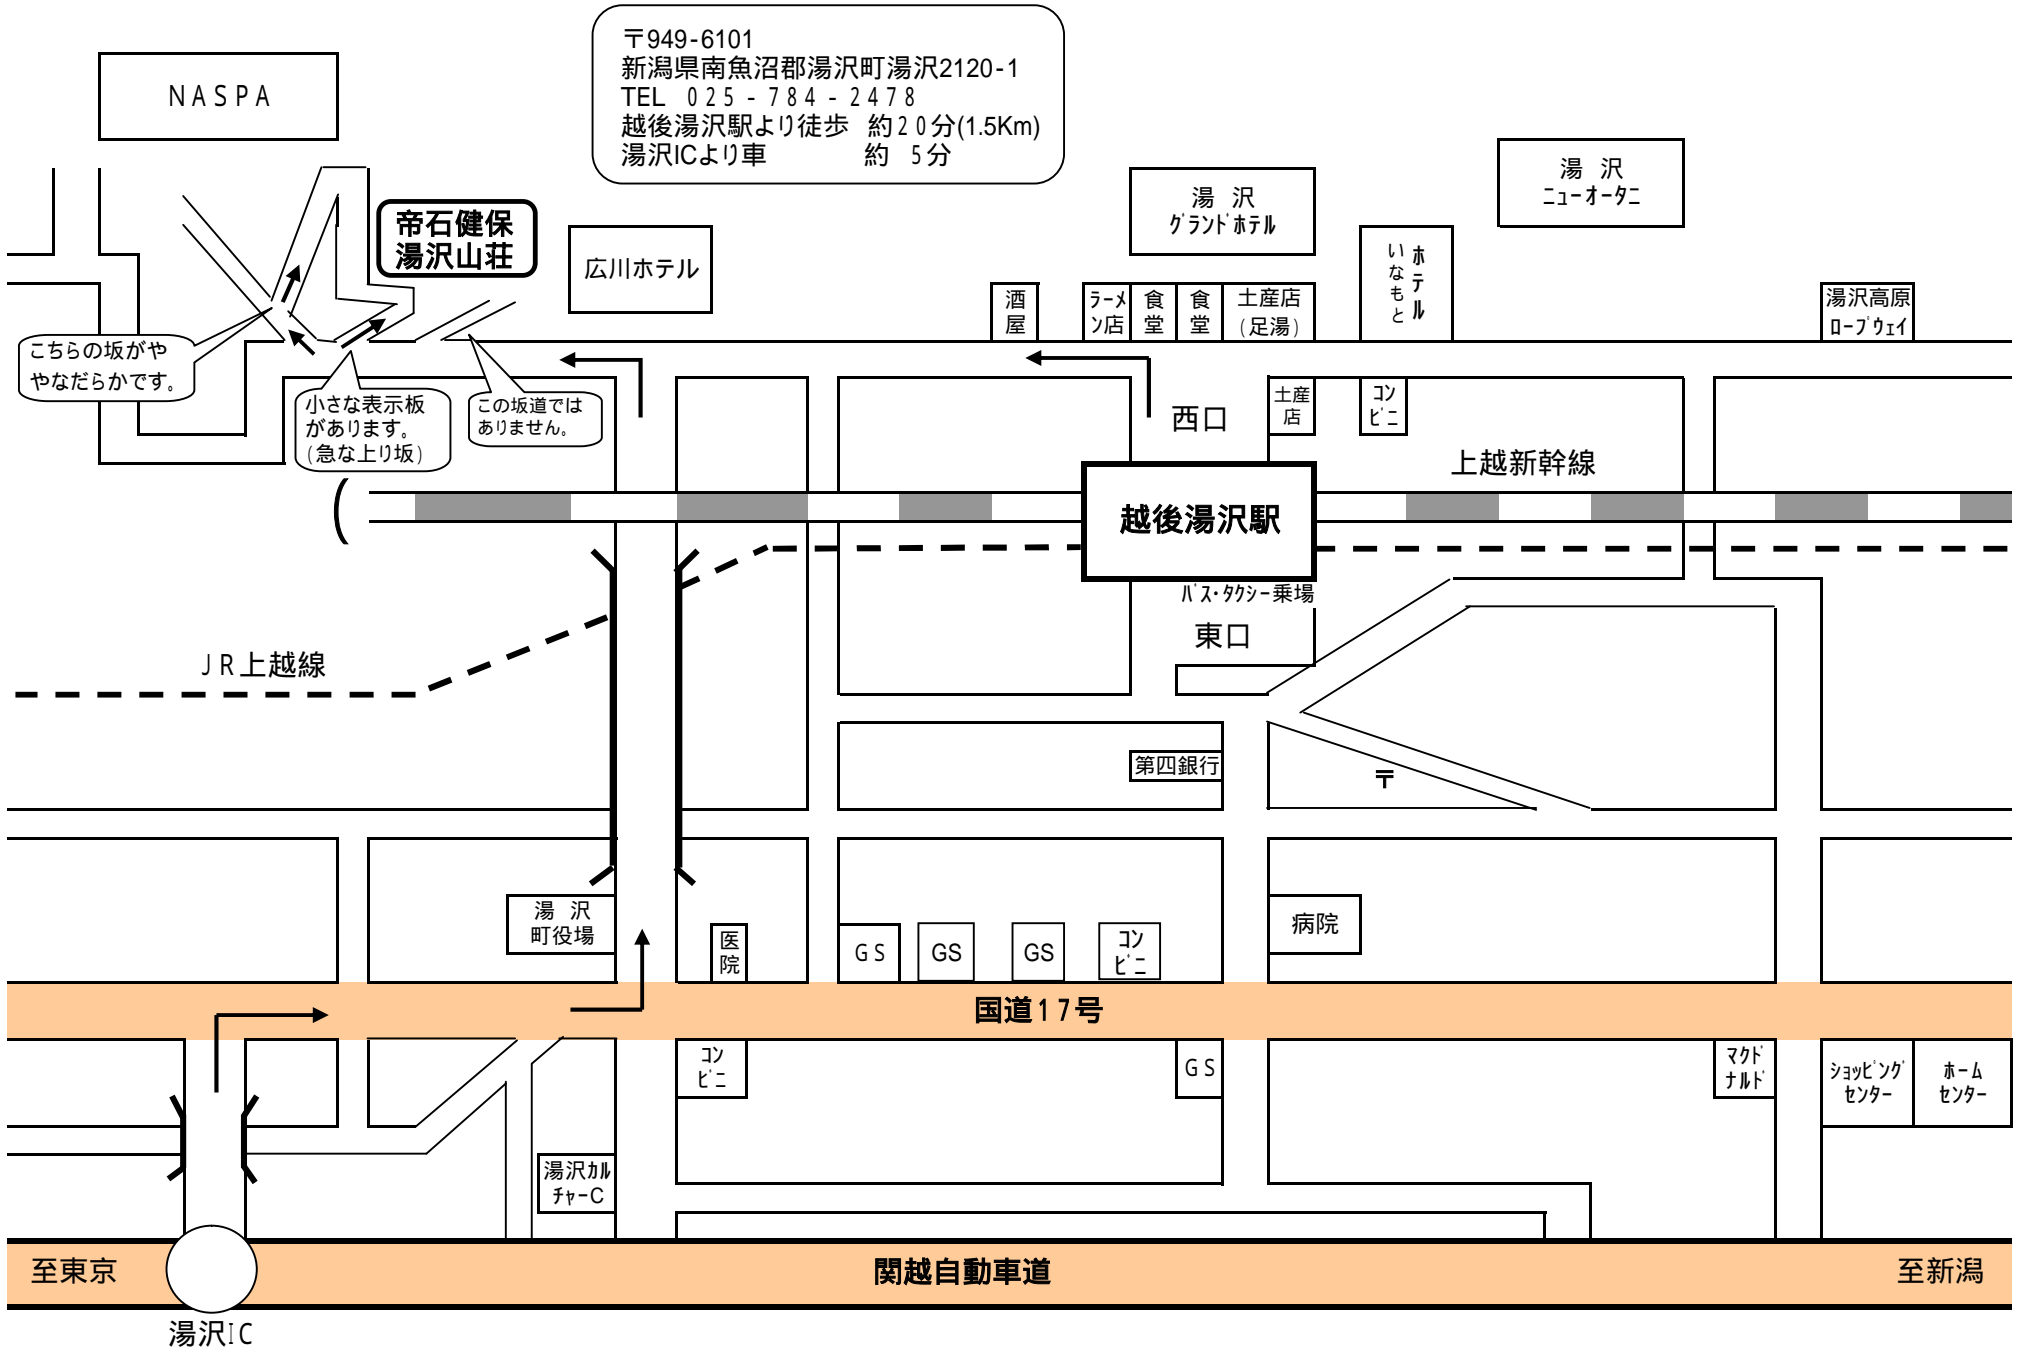 〒949-6101
新潟県南魚沼郡湯沢町湯沢2120-1
TEL 025-784-2478
越後湯沢駅より徒歩 約20分(1.5Km)
湯沢ICより車 約 5分
NASPA
帝石健保
湯沢山荘
広川ホテル
湯 沢
グランドホテル
湯 沢
ニューオータニ
ホテル
いなもと
酒
屋
ラーメ
ン店
食
堂
食
堂
土産店
(足湯)
湯沢高原
ロープウェイ
こちらの坂がや
やなだらかです。
小さな表示板
があります。
(急な上り坂)
この坂道では
ありません。
西口
土産
店
コン
ビニ
上越新幹線
越後湯沢駅
バス・タクシー乗場
東口
JR上越線
第四銀行
〒
湯 沢
町役場
医
院
GS
GS
GS
コン
ビニ
病院
国道17号
コン
ビニ
GS
マクド
ナルド
ショッピング
センター
ホーム
センター
湯沢カル
チャーC
至東京
関越自動車道
至新潟
湯沢IC